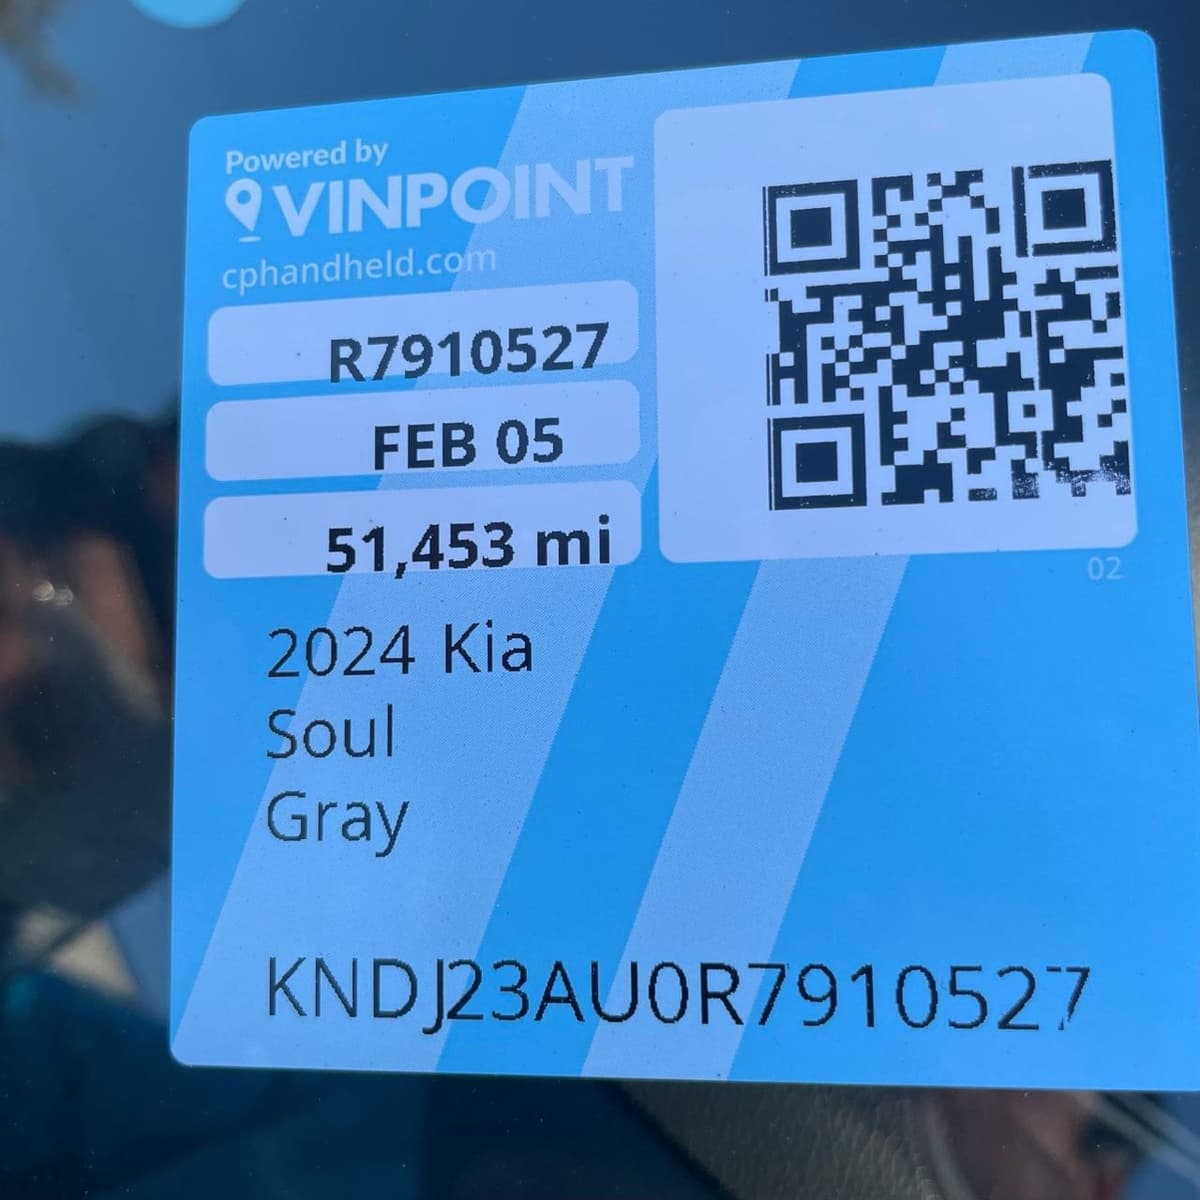 Powered by
VINPOINT
cphandheld.com
R7910527
FEB 05
51,453 mi
02
2024 Kia
Soul
Gray
KNDJ23AU0R7910527